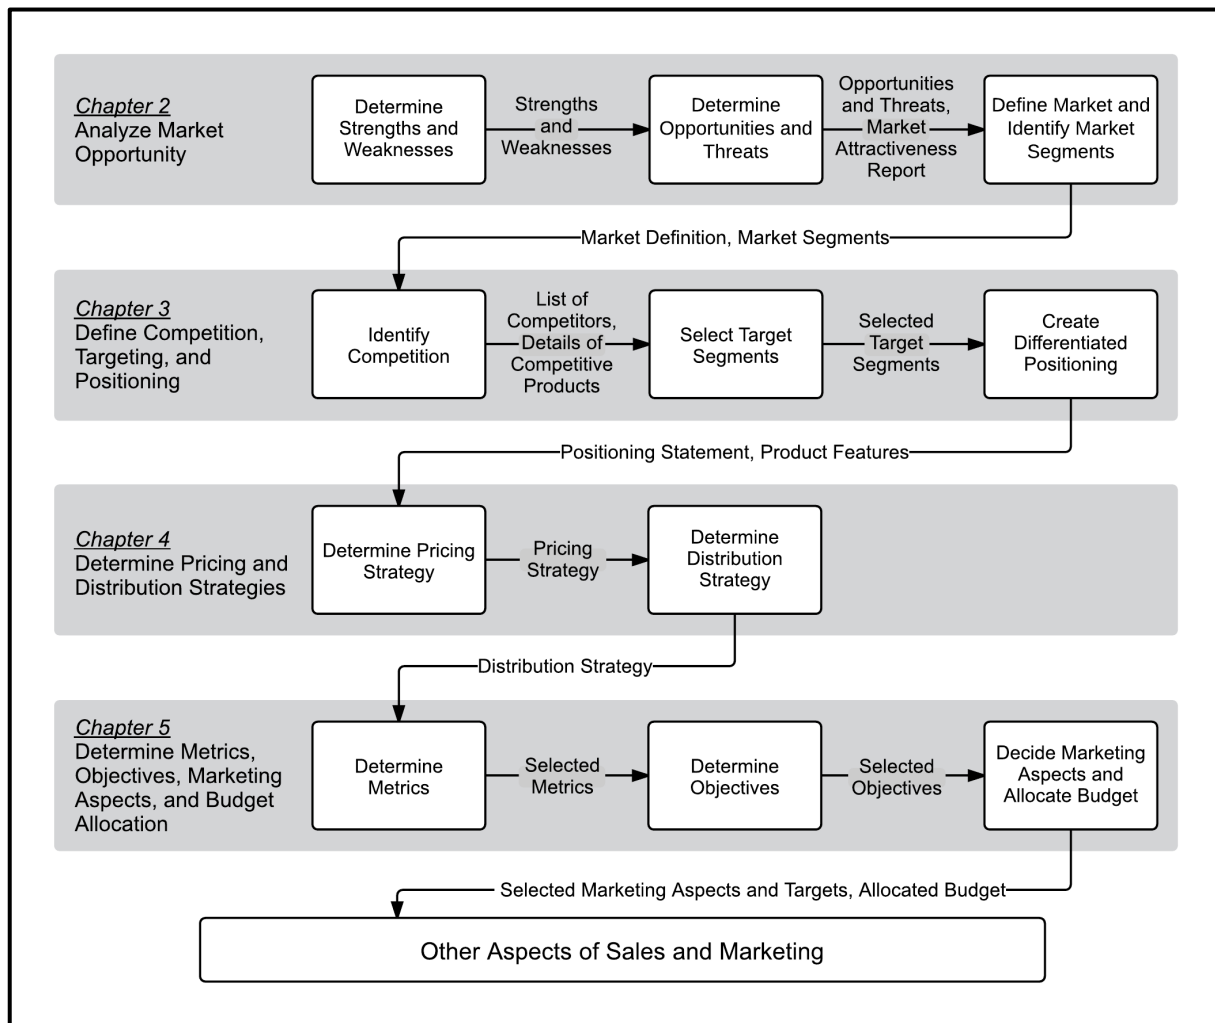 Chapter 2
Analyze Market
Opportunity
Determine
Strengths and
Weaknesses
Strengths
and
Weaknesses
Determine
Opportunities and
Threats
Opportunities
and Threats,
Market
Attractiveness
Report
Define Market and
Identify Market
Segments
Market Definition, Market Segments
Chapter 3
Define Competition,
Targeting, and
Positioning
Identify
Competition
List of
Competitors,
Details of
Competitive
Products
Select Target
Segments
Selected
Target
Segments
Create
Differentiated
Positioning
Positioning Statement, Product Features
Chapter 4
Determine Pricing and
Distribution Strategies
Determine Pricing
Strategy
Pricing
Strategy
Determine
Distribution
Strategy
Distribution Strategy
Chapter 5
Determine Metrics,
Objectives, Marketing
Aspects, and Budget
Allocation
Determine
Metrics
Selected
Metrics
Determine
Objectives
Selected
Objectives
Decide Marketing
Aspects and
Allocate Budget
Selected Marketing Aspects and Targets, Allocated Budget
Other Aspects of Sales and Marketing